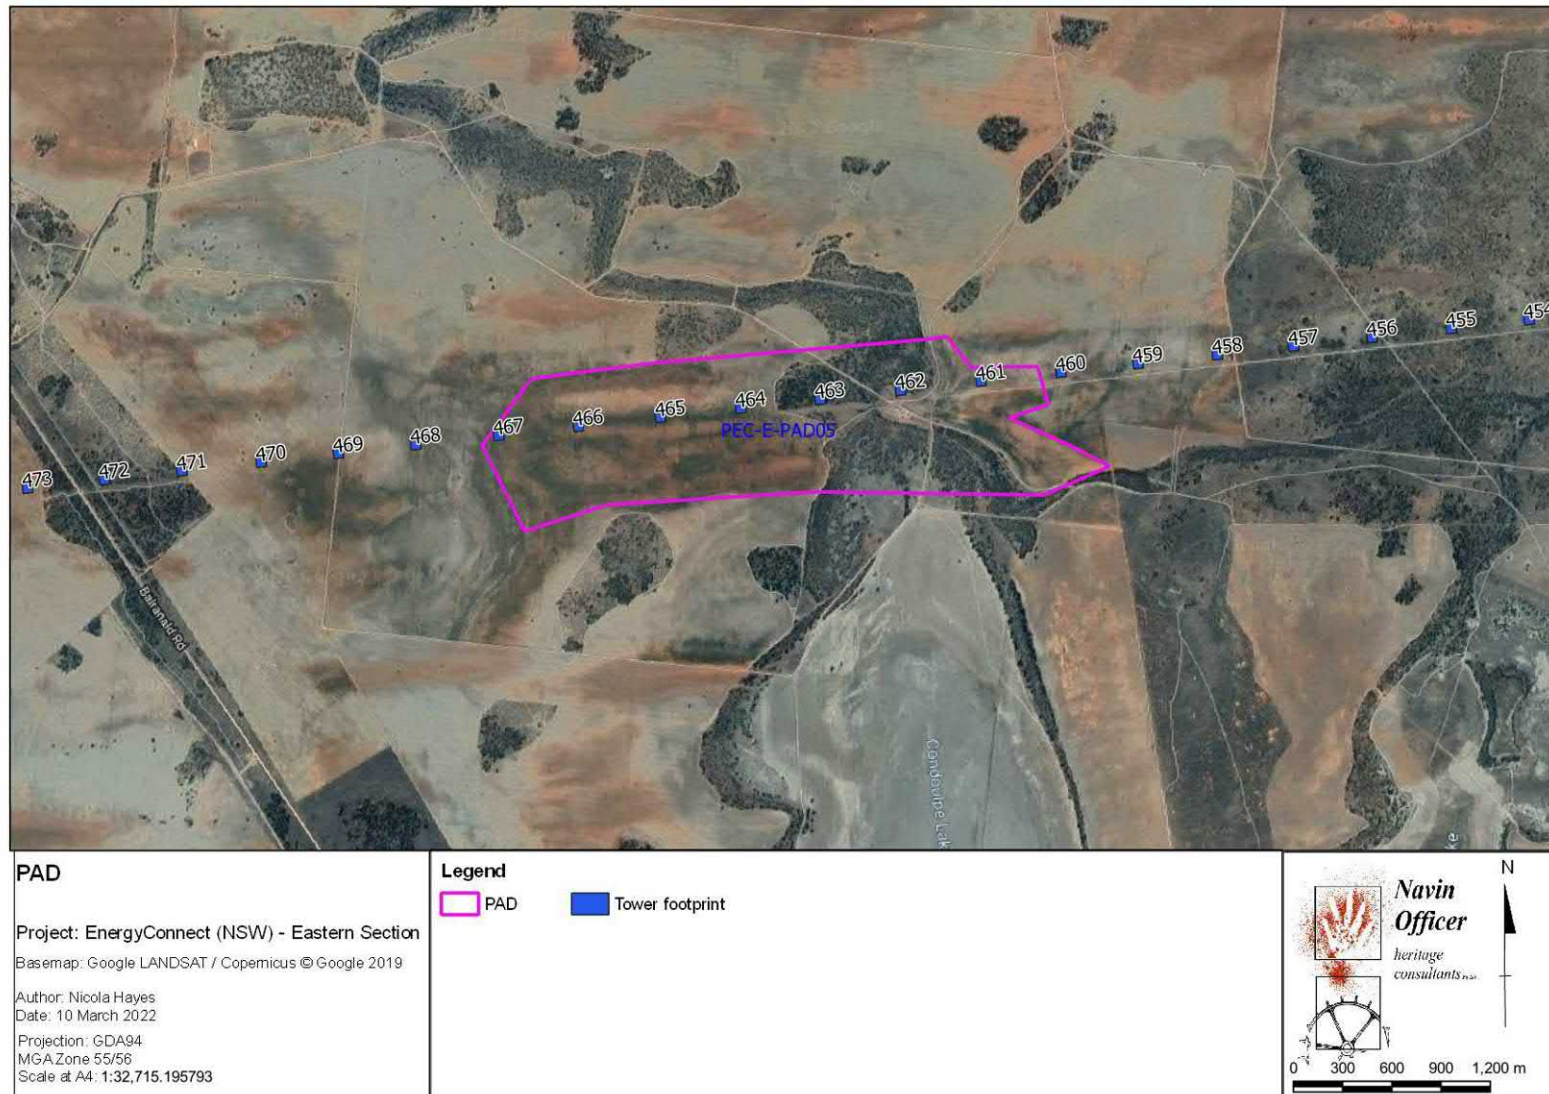 454
455
456
457
458
459
460
461
462
463
464
465
466
467
468
469
470
471
472
473
PEC-E-PAD05
Balranald Rd
Condoulpe Lak
ke
PAD
Project: EnergyConnect (NSW) - Eastern Section
Basemap: Google LANDSAT / Copernicus © Google 2019
Author: Nicola Hayes
Date: 10 March 2022
Projection: GDA94
MGA Zone 55/56
Scale at A4: 1:32,715.195793
Legend
PAD
Tower footprint
Navin
Officer
heritage
consultants
N
0 300 600 900 1,200 m